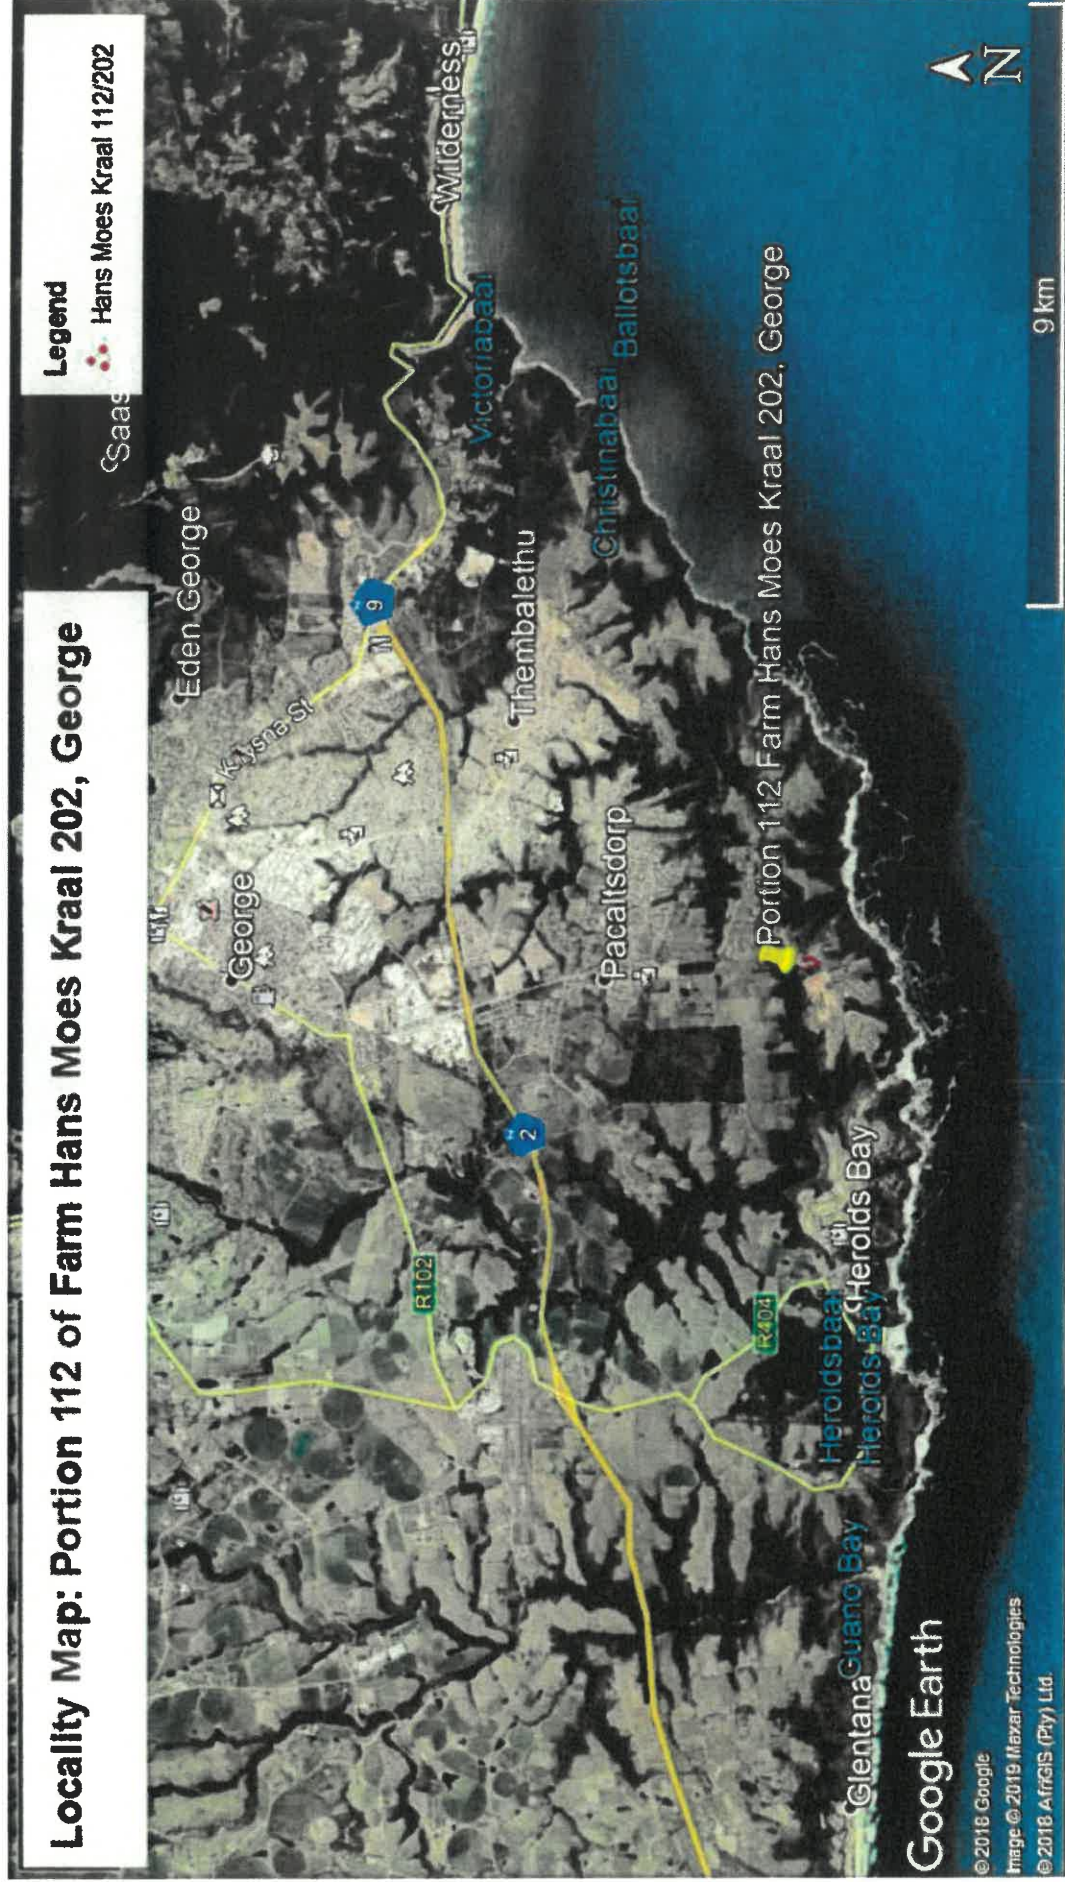 Locality Map: Portion 112 of Farm Hans Moes Kraal 202, George
Legend
Hans Moes Kraal 112/202
Saas
Eden George
Knysna St
George
9
N
Wilderness
Victoriabaai
Thembalethu
Christinabaai
Ballotsbaai
R102
2
Pacaltsdorp
Portion 112 Farm Hans Moes Kraal 202, George
R404
Herolds Bay
Heroldsbaai
Herolds Bay
Guano Bay
Glentana
Google Earth
© 2018 Google
Image © 2019 Maxar Technologies
© 2018 AfriGIS (Pty) Ltd.
N
9 km